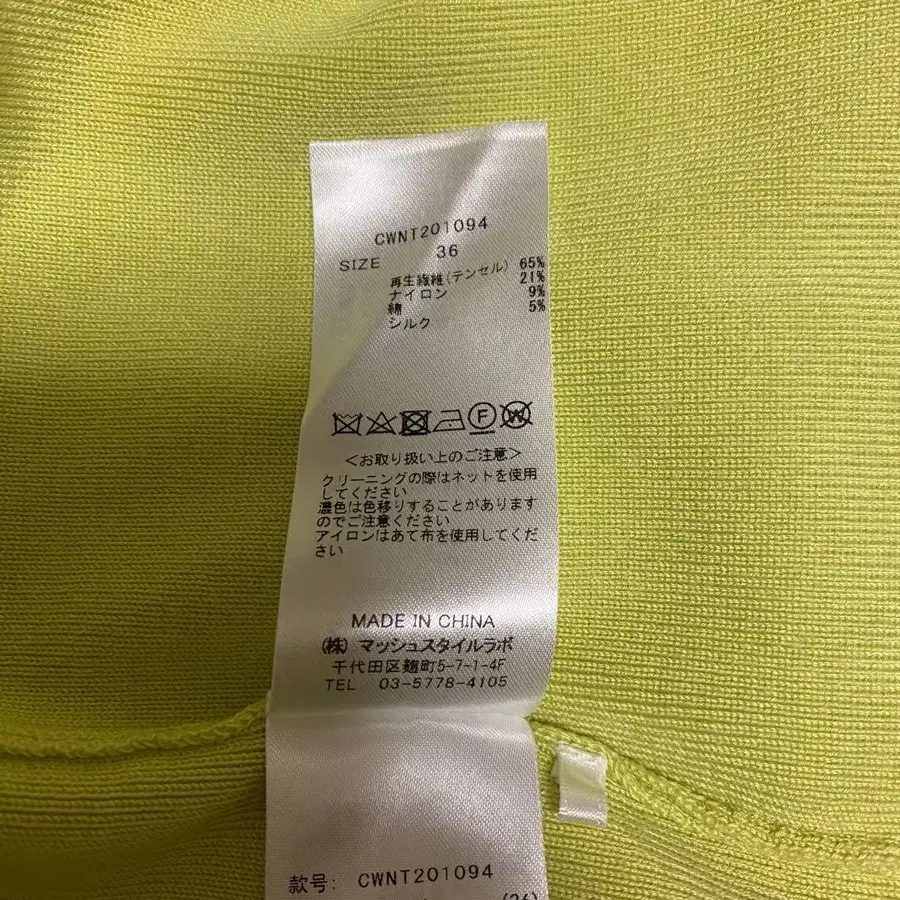 CWNT201094
SIZE 36
再生繊維(テンセル) 65%
ナイロン 21%
綿 9%
シルク 5%
F
W
<お取り扱い上のご注意>
クリーニングの際はネットを使用
してください
濃色は色移りすることがあります
のでご注意ください
アイロンはあて布を使用してくだ
さい
MADE IN CHINA
(株) マッシュスタイルラボ
千代田区麹町5-7-1-4F
TEL 03-5778-4105
款号: CWNT201094